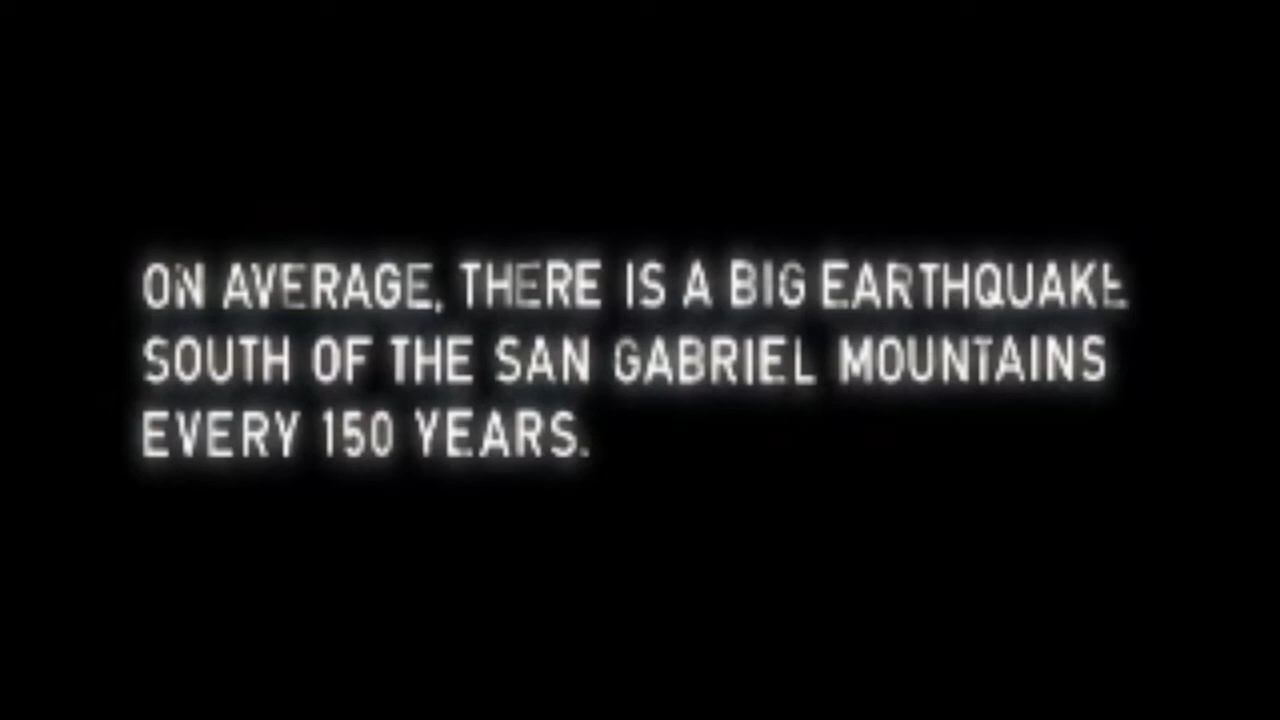 ON AVERAGE, THERE IS A BIG EARTHQUAKE
SOUTH OF THE SAN GABRIEL MOUNTAINS
EVERY 150 YEARS.